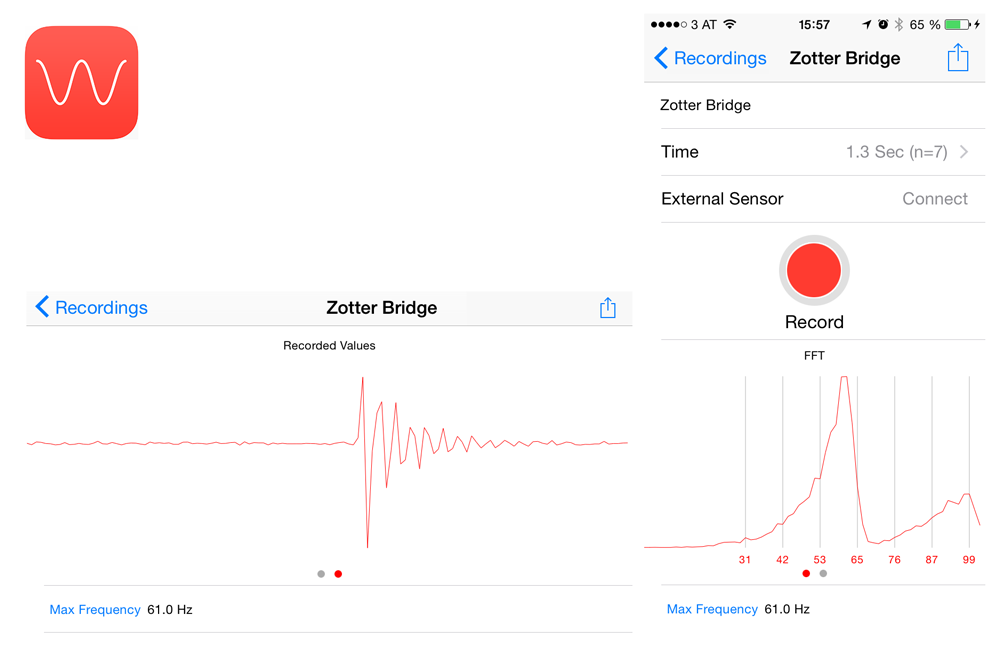 Recordings
Zotter Bridge
Recorded Values
Max Frequency 61.0 Hz
3 AT 15:57 65 %
Recordings Zotter Bridge
Zotter Bridge
Time 1.3 Sec (n=7)
External Sensor Connect
Record
FFT
31 42 53 65 76 87 99
Max Frequency 61.0 Hz